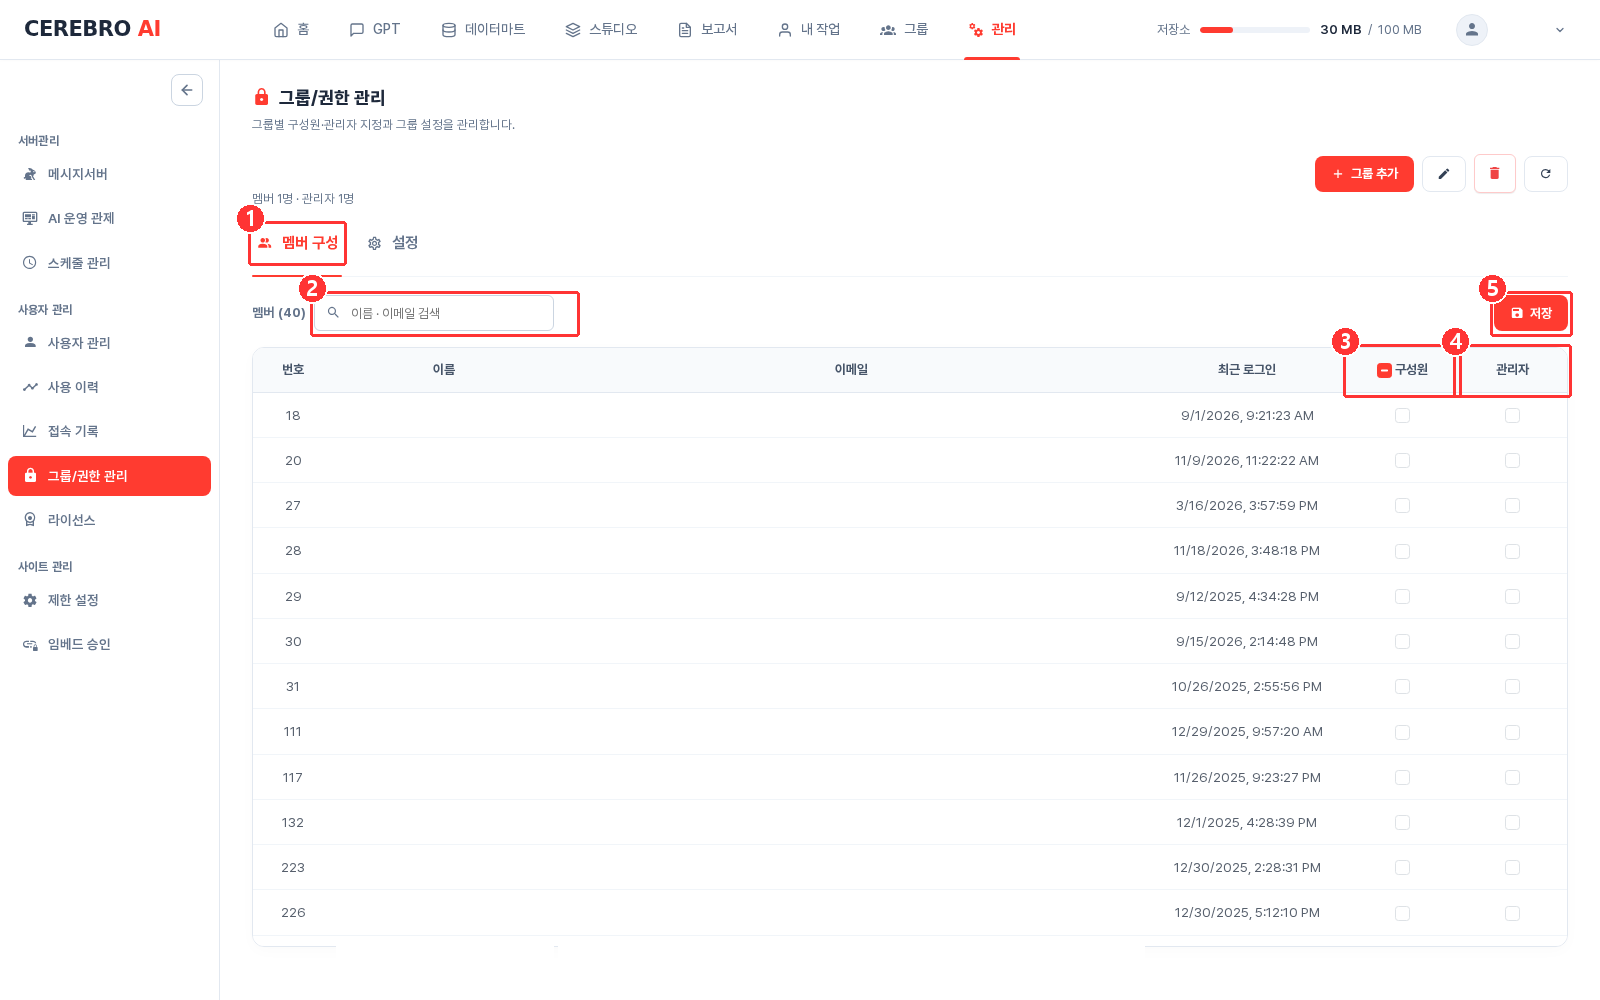 CEREBRO AI
홈
GPT
데이터마트
스튜디오
보고서
내 작업
그룹
관리
저장소
30 MB / 100 MB
서버관리
메시지서버
AI 운영 관제
스케줄 관리
사용자 관리
사용자 관리
사용 이력
접속 기록
그룹/권한 관리
라이선스
사이트 관리
제한 설정
임베드 승인
그룹/권한 관리
그룹별 구성원·관리자 지정과 그룹 설정을 관리합니다.
+ 그룹 추가
멤버 1명 · 관리자 1명
1
멤버 구성
설정
2
멤버 (40)
이름 · 이메일 검색
5
저장
3
4
번호 이름 이메일 최근 로그인 구성원 관리자
18 9/1/2026, 9:21:23 AM
20 11/9/2026, 11:22:22 AM
27 3/16/2026, 3:57:59 PM
28 11/18/2026, 3:48:18 PM
29 9/12/2025, 4:34:28 PM
30 9/15/2026, 2:14:48 PM
31 10/26/2025, 2:55:56 PM
111 12/29/2025, 9:57:20 AM
117 11/26/2025, 9:23:27 PM
132 12/1/2025, 4:28:39 PM
223 12/30/2025, 2:28:31 PM
226 12/30/2025, 5:12:10 PM